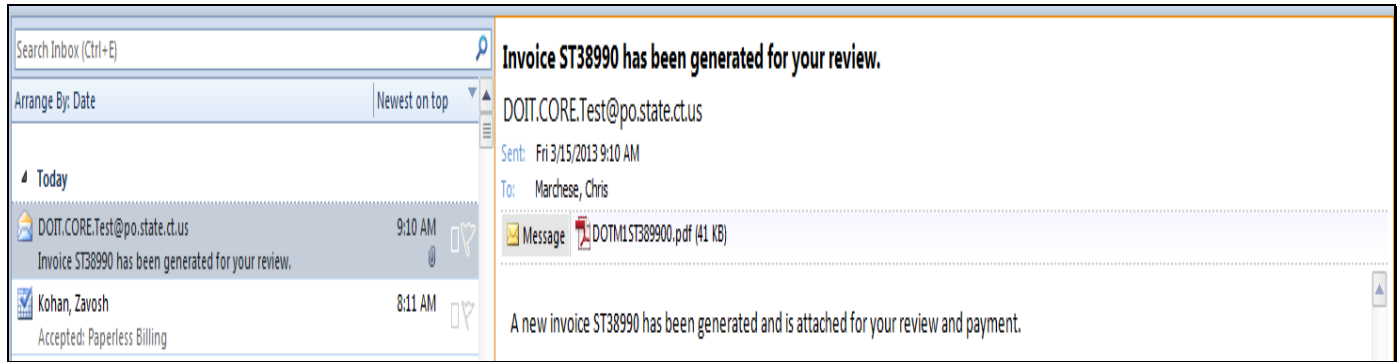 Search Inbox (Ctrl+E)
Arrange By: Date Newest on top
Today
DOIT.CORE.Test@po.state.ct.us 9:10 AM
Invoice ST38990 has been generated for your review.
Kohan, Zavosh 8:11 AM
Accepted: Paperless Billing
Invoice ST38990 has been generated for your review.
DOIT.CORE.Test@po.state.ct.us
Sent: Fri 3/15/2013 9:10 AM
To: Marchese, Chris
Message DOTM1ST389900.pdf (41 KB)
A new invoice ST38990 has been generated and is attached for your review and payment.